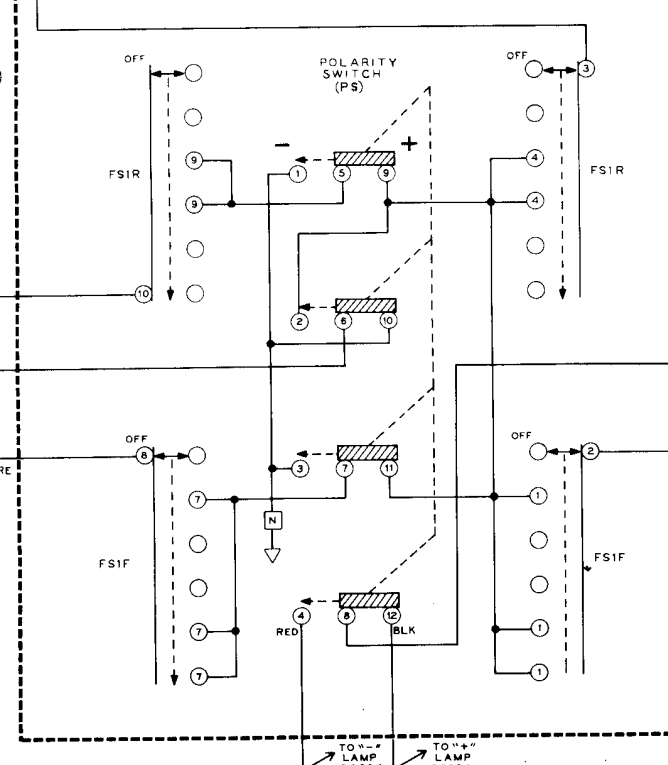 OFF
POLARITY
SWITCH
(PS)
OFF
3
− +
9
1 5 9
4
FS1R
FS1R
9
4
10
2 6 10
OFF
8
OFF
2
RE
3 7 11
7
1
N
FS1F
FS1F
4 8 12
RED
BLK
7
1
7
1
TO "−"
LAMP
TO "+"
LAMP